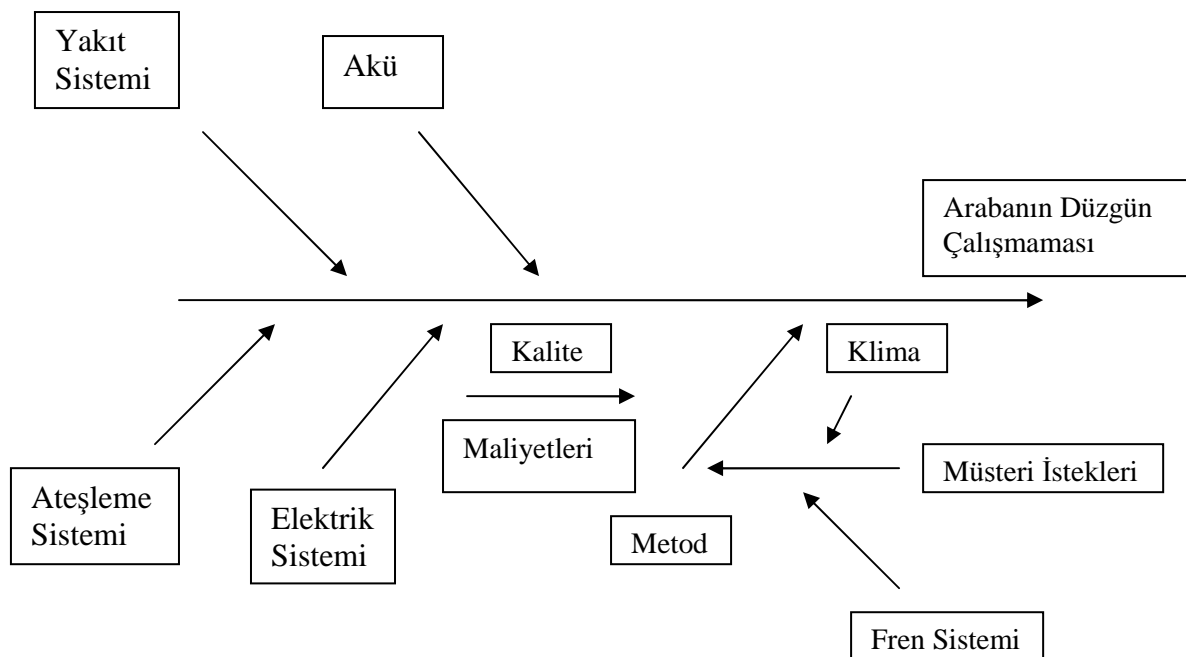 Yakıt
Sistemi
Akü
Arabanın Düzgün
Çalışmaması
Kalite
Klima
Maliyetleri
Müsteri İstekleri
Ateşleme
Sistemi
Elektrik
Sistemi
Metod
Fren Sistemi